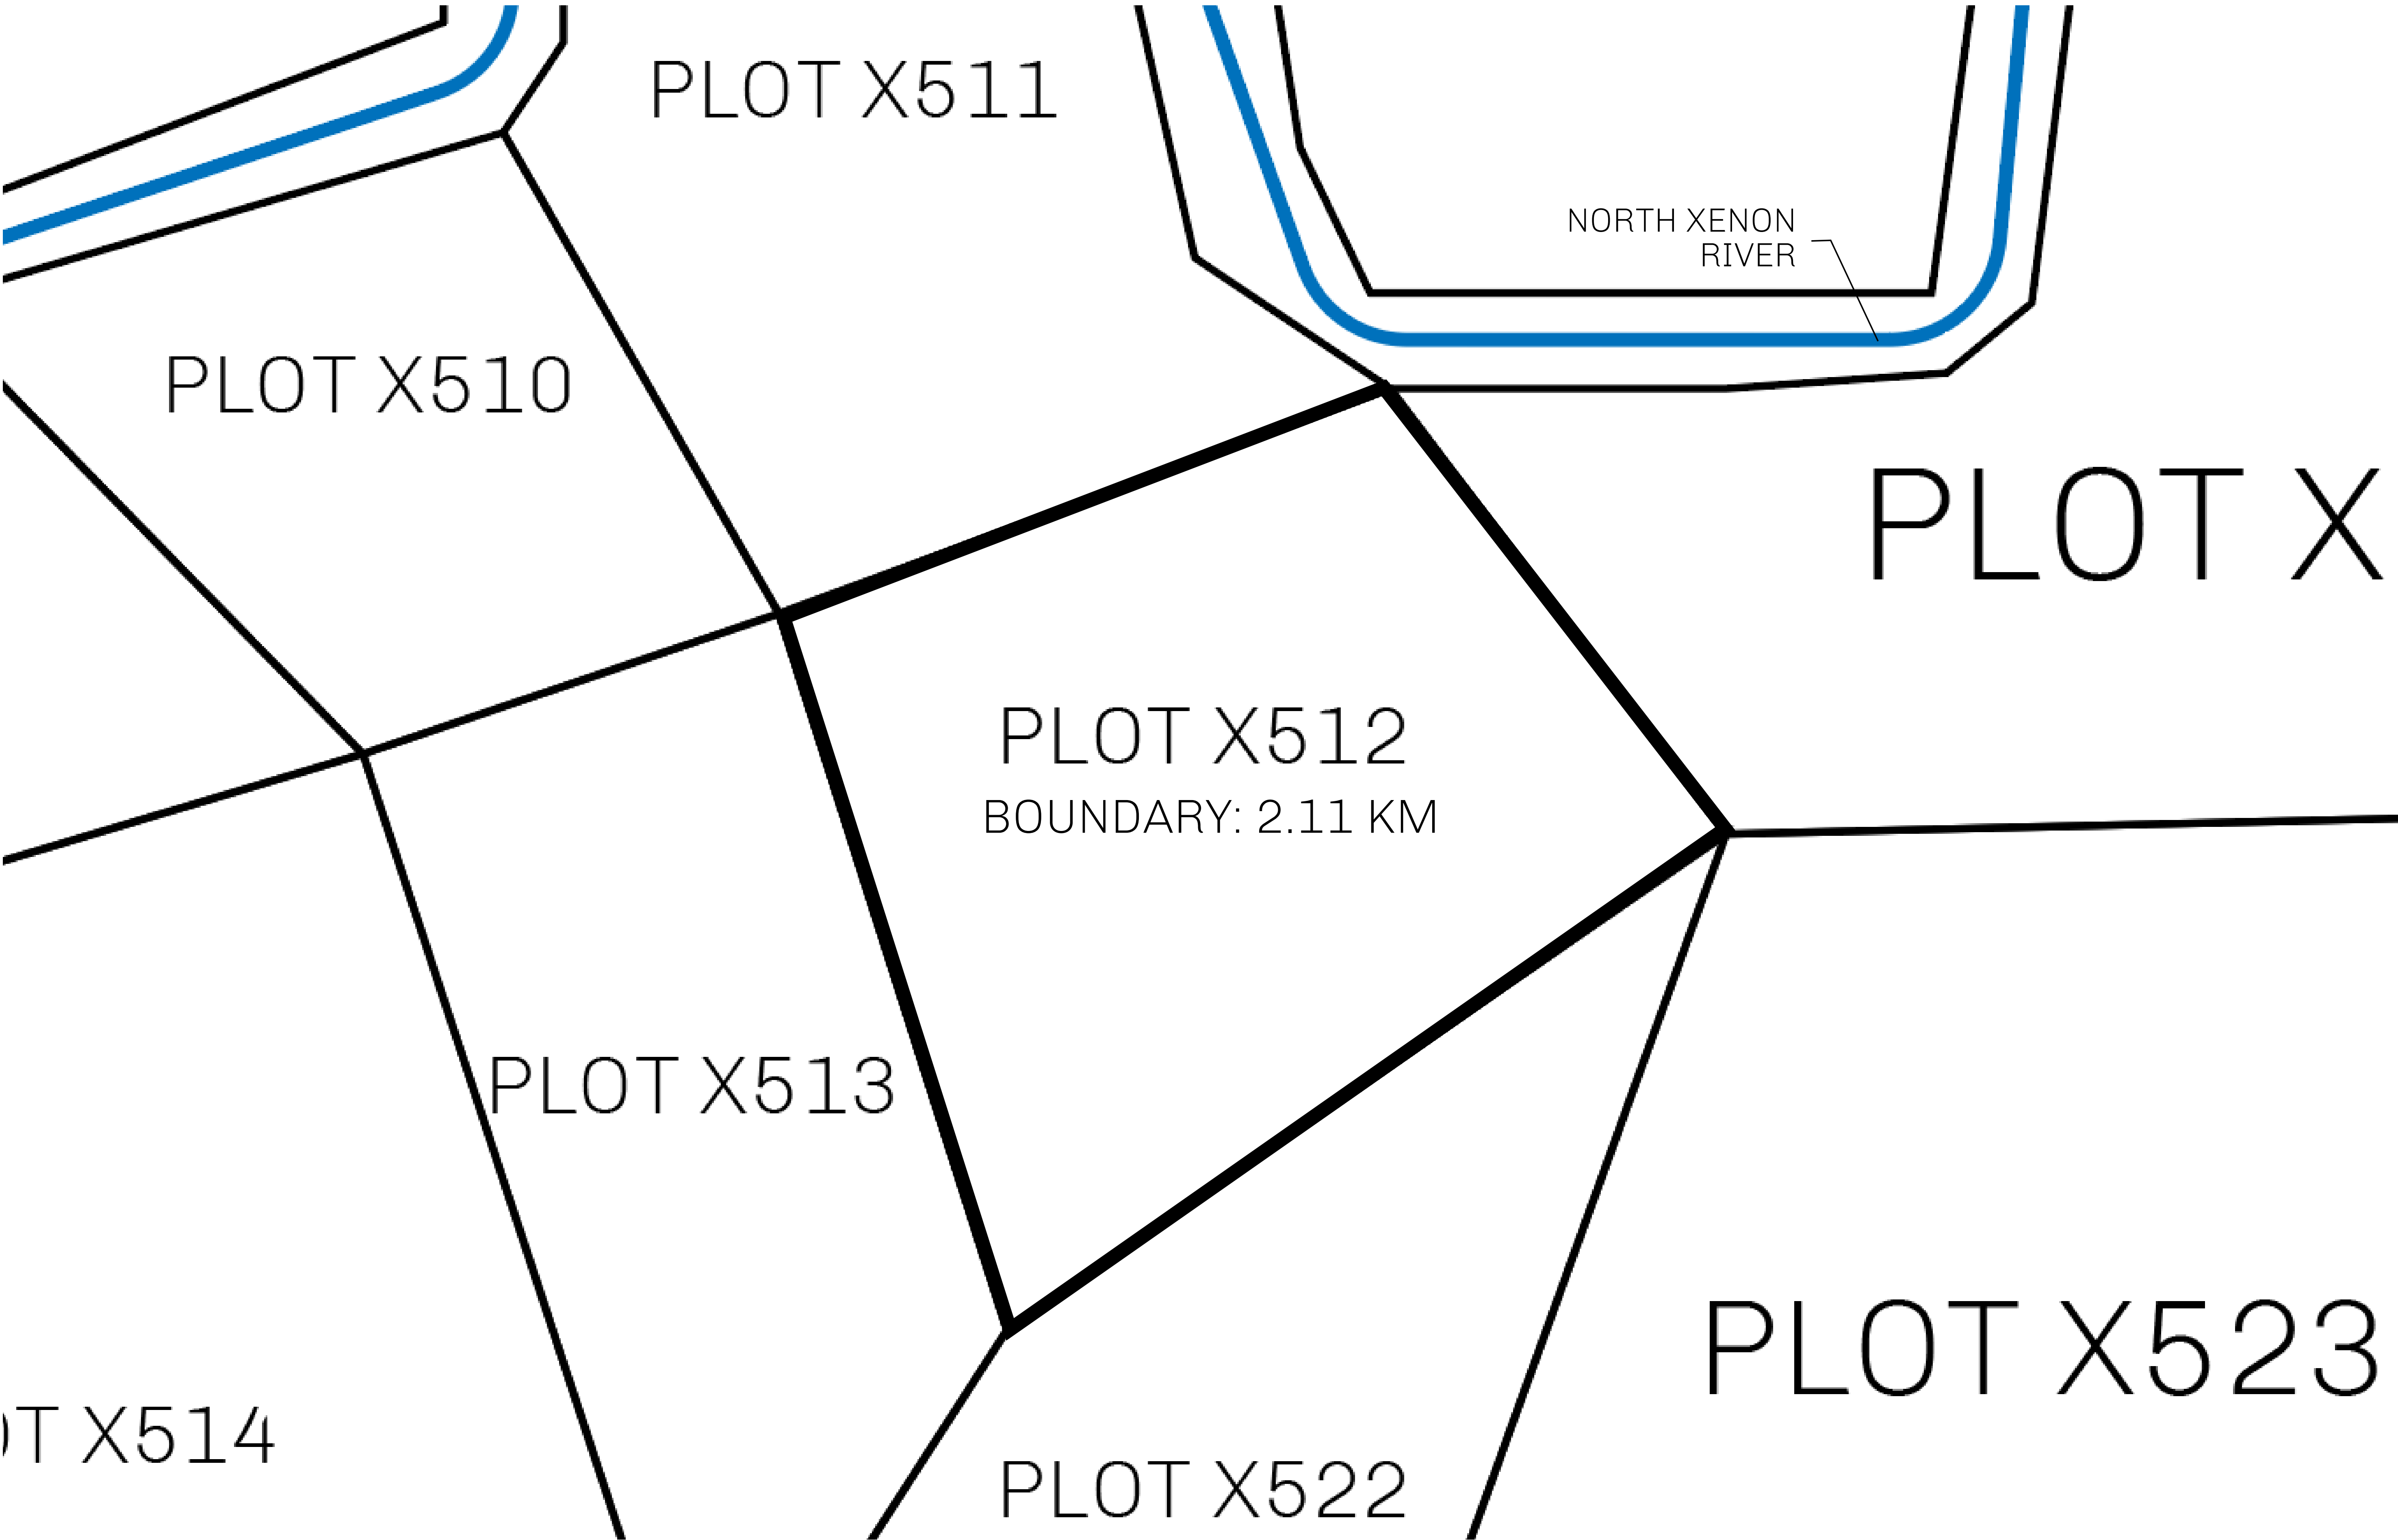 PLOT X511
NORTH XENON
RIVER
PLOT X510
PLOT X
PLOT X512
BOUNDARY: 2.11 KM
PLOT X513
PLOT X523
T X514
PLOT X522